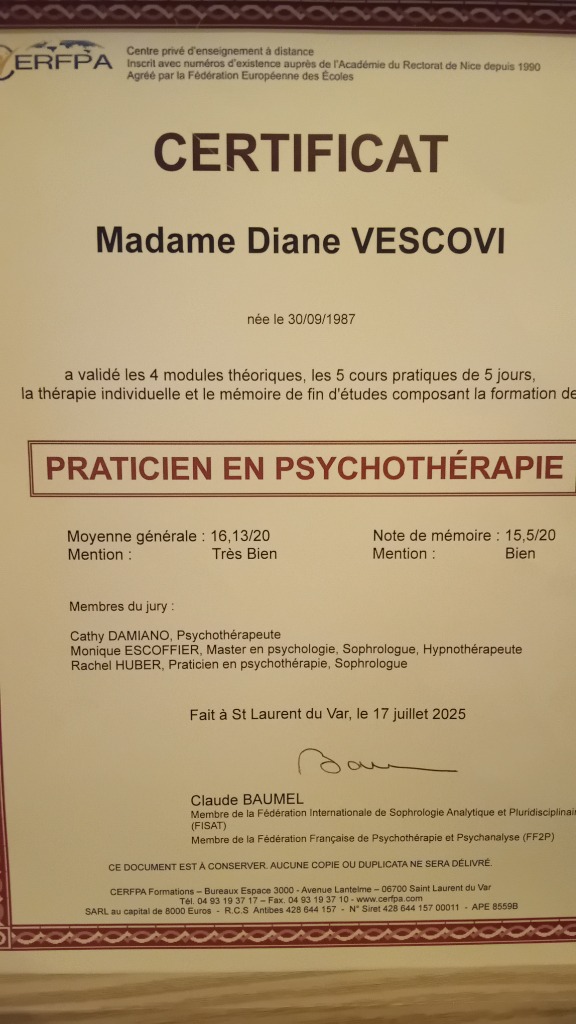 CERFPA
Centre privé d'enseignement à distance
Inscrit avec numéros d'existence auprès de l'Académie du Rectorat de Nice depuis 1990
Agréé par la Fédération Européenne des Écoles
CERTIFICAT
Madame Diane VESCOVI
née le 30/09/1987
a validé les 4 modules théoriques, les 5 cours pratiques de 5 jours,
la thérapie individuelle et le mémoire de fin d'études composant la formation de
PRATICIEN EN PSYCHOTHÉRAPIE
Moyenne générale : 16,13/20 Note de mémoire : 15,5/20
Mention : Très Bien Mention : Bien
Membres du jury :
Cathy DAMIANO, Psychothérapeute
Monique ESCOFFIER, Master en psychologie, Sophrologue, Hypnothérapeute
Rachel HUBER, Praticien en psychothérapie, Sophrologue
Fait à St Laurent du Var, le 17 juillet 2025
Claude BAUMEL
Membre de la Fédération Internationale de Sophrologie Analytique et Pluridisciplinai
(FISAT)
Membre de la Fédération Française de Psychothérapie et Psychanalyse (FF2P)
CE DOCUMENT EST À CONSERVER. AUCUNE COPIE OU DUPLICATA NE SERA DÉLIVRÉ.
CERFPA Formations – Bureaux Espace 3000 - Avenue Lantelme – 06700 Saint Laurent du Var
Tél. 04 93 19 37 17 – Fax. 04 93 19 37 10 - www.cerfpa.com
SARL au capital de 8000 Euros - R.C.S Antibes 428 644 157 - N° Siret 428 644 157 00011 - APE 8559B